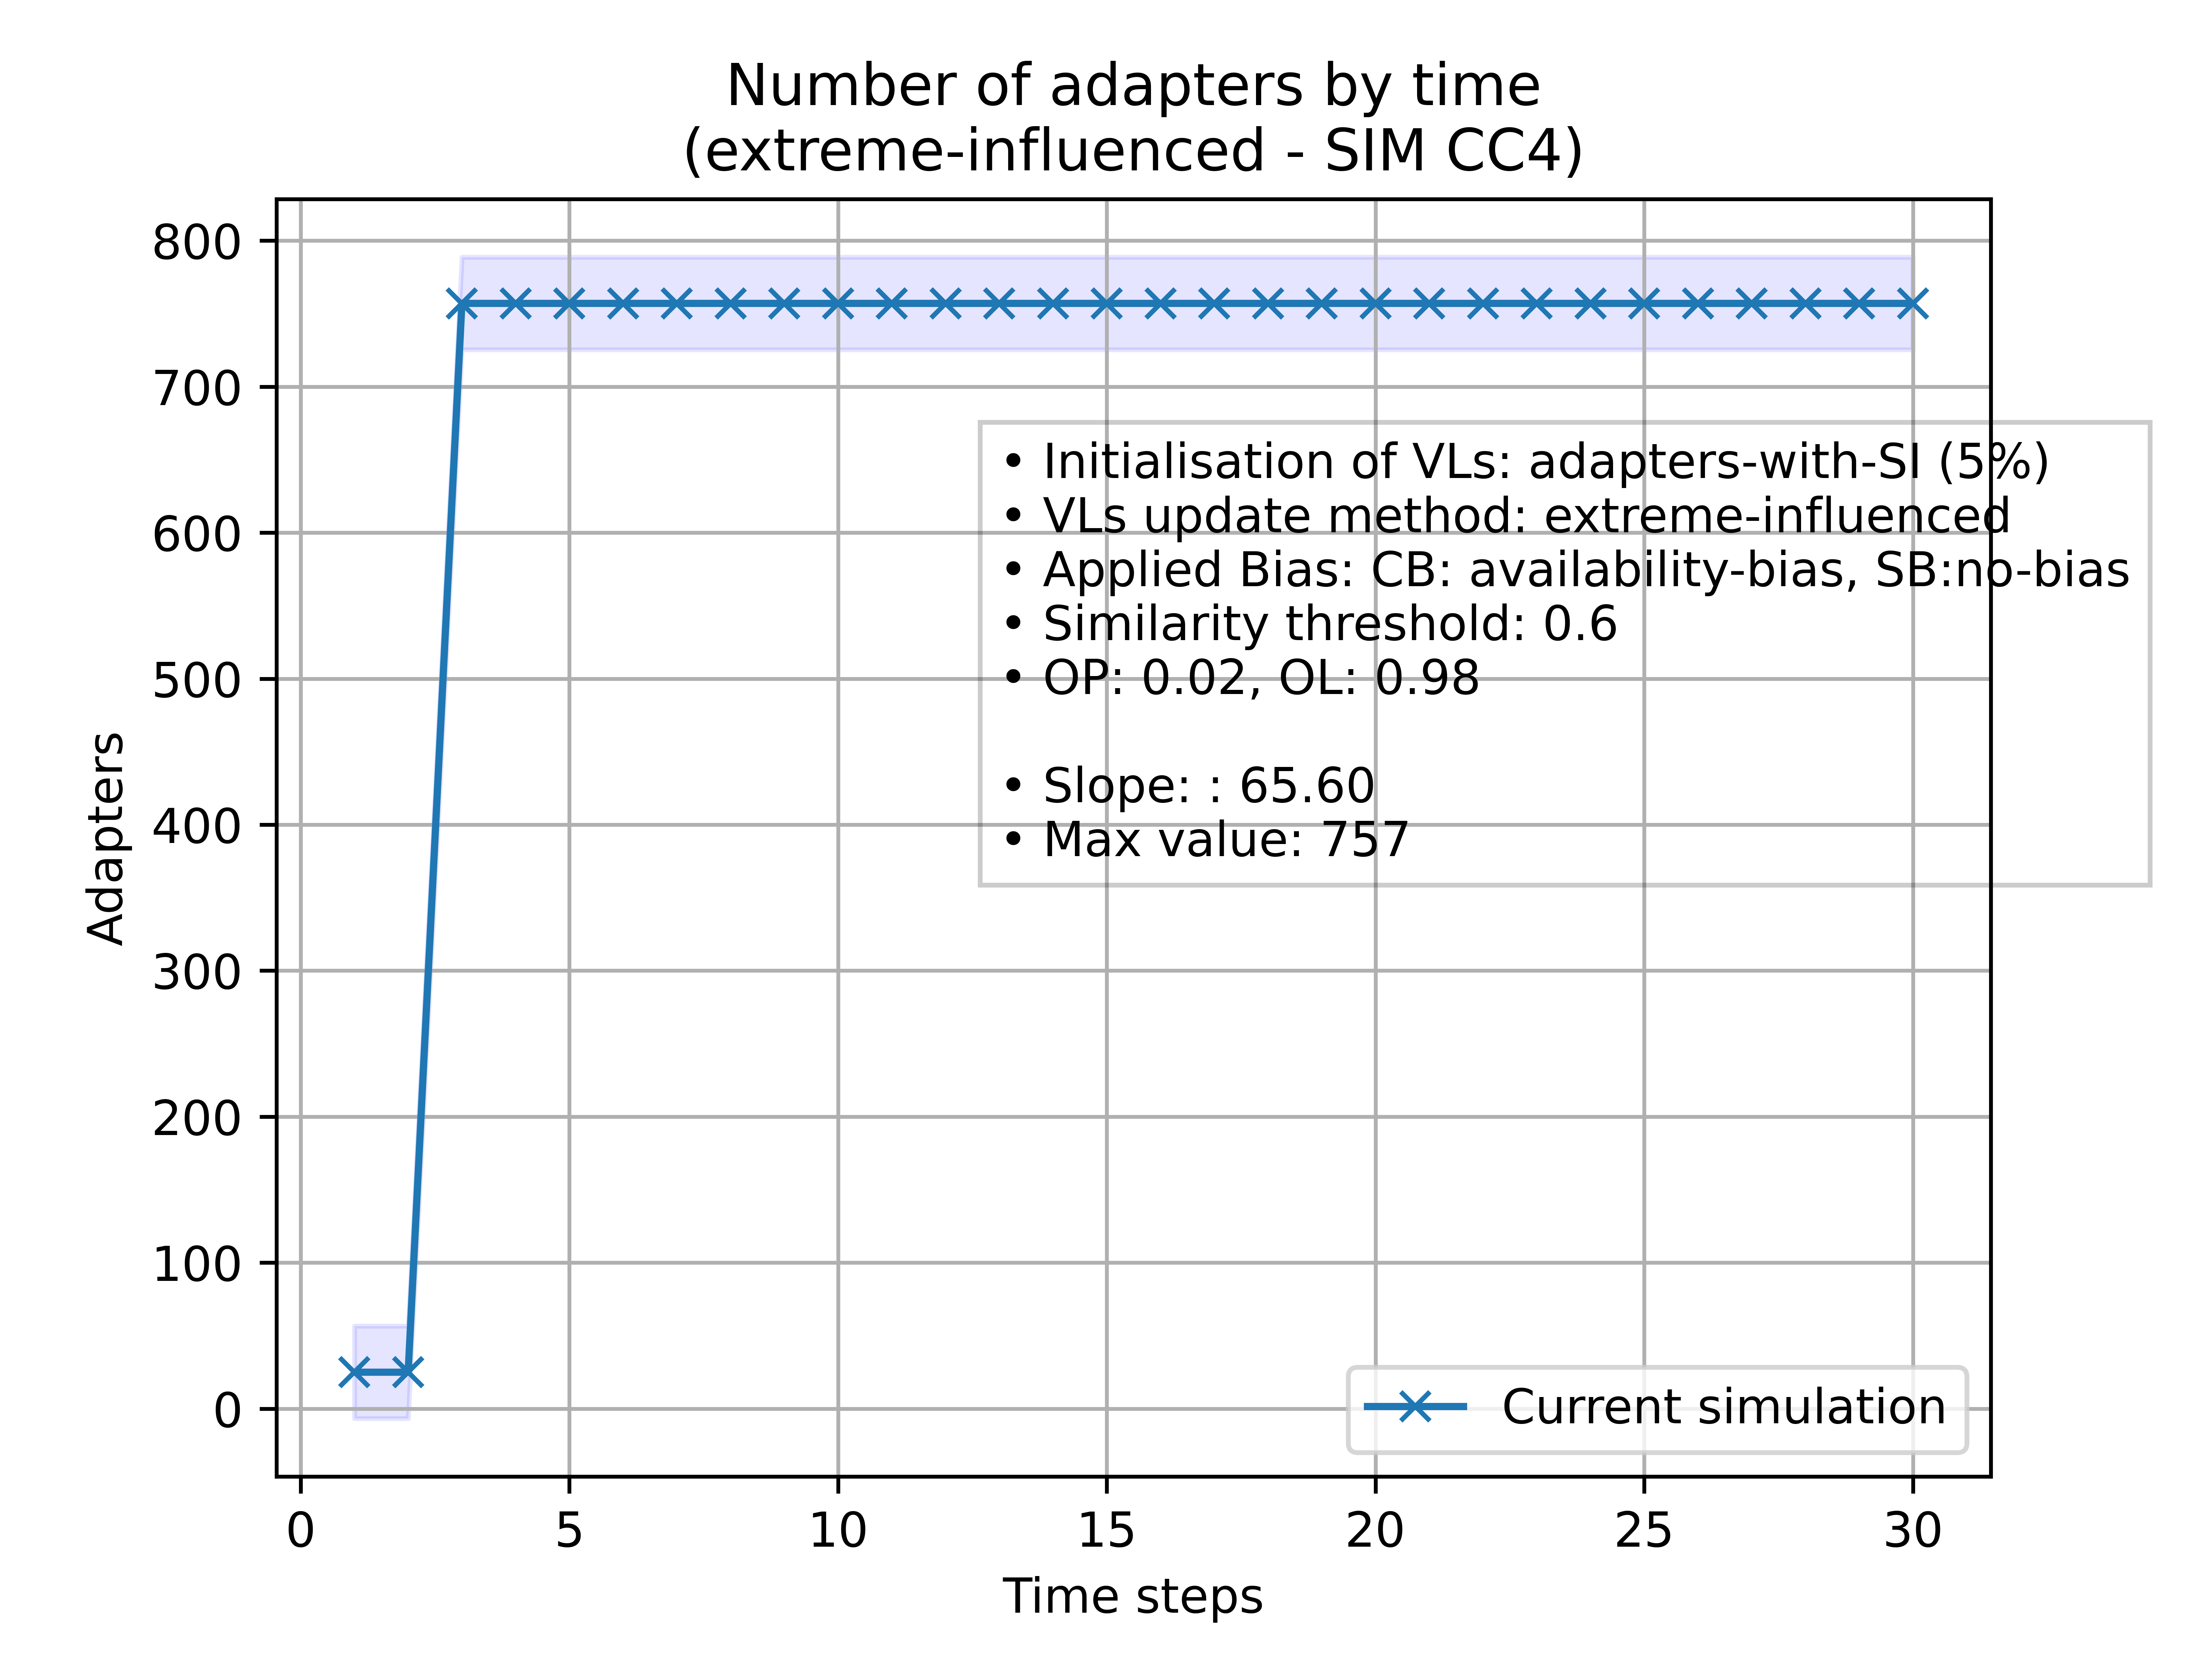 Number of adapters by time
(extreme-influenced - SIM CC4)
800
700
600
500
400
300
200
100
0
Adapters
• Initialisation of VLs: adapters-with-SI (5%)
• VLs update method: extreme-influenced
• Applied Bias: CB: availability-bias, SB:no-bias
• Similarity threshold: 0.6
• OP: 0.02, OL: 0.98
• Slope: : 65.60
• Max value: 757
Current simulation
0 5 10 15 20 25 30
Time steps